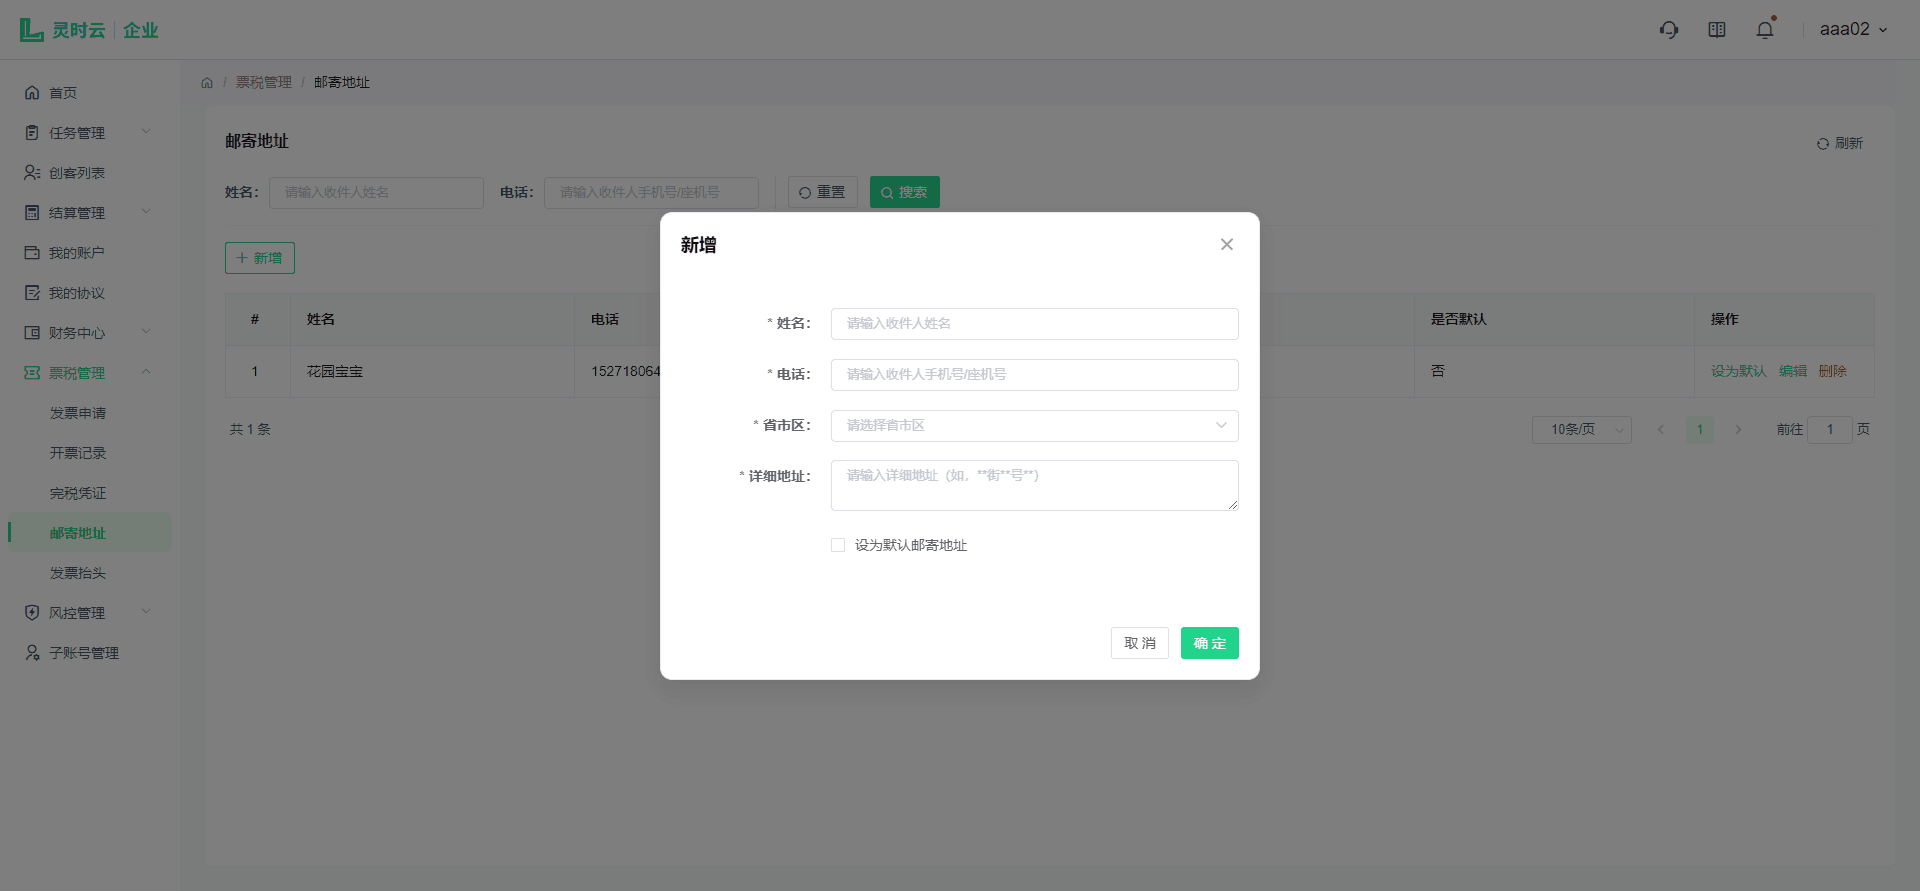 灵时云 企业
aaa02
首页
任务管理
创客列表
结算管理
我的账户
我的协议
财务中心
票税管理
发票申请
开票记录
完税凭证
邮寄地址
发票抬头
风控管理
子账号管理
/ 票税管理 / 邮寄地址
邮寄地址
刷新
姓名: 请输入收件人姓名 电话: 请输入收件人手机号/座机号 重置 搜索
+ 新增
# 姓名 电话 是否默认 操作
1 花园宝宝 152718064 否 设为默认 编辑 删除
共 1 条
10条/页 1 前往 1 页
新增
* 姓名: 请输入收件人姓名
* 电话: 请输入收件人手机号/座机号
* 省市区: 请选择省市区
* 详细地址: 请输入详细地址（如，**街**号**）
设为默认邮寄地址
取消 确定